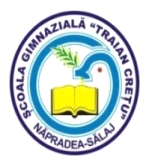 ȘCOALA GIMNAZIALĂ "TRAIAN CREȚU"
NĂPRADEA-SĂLAJ